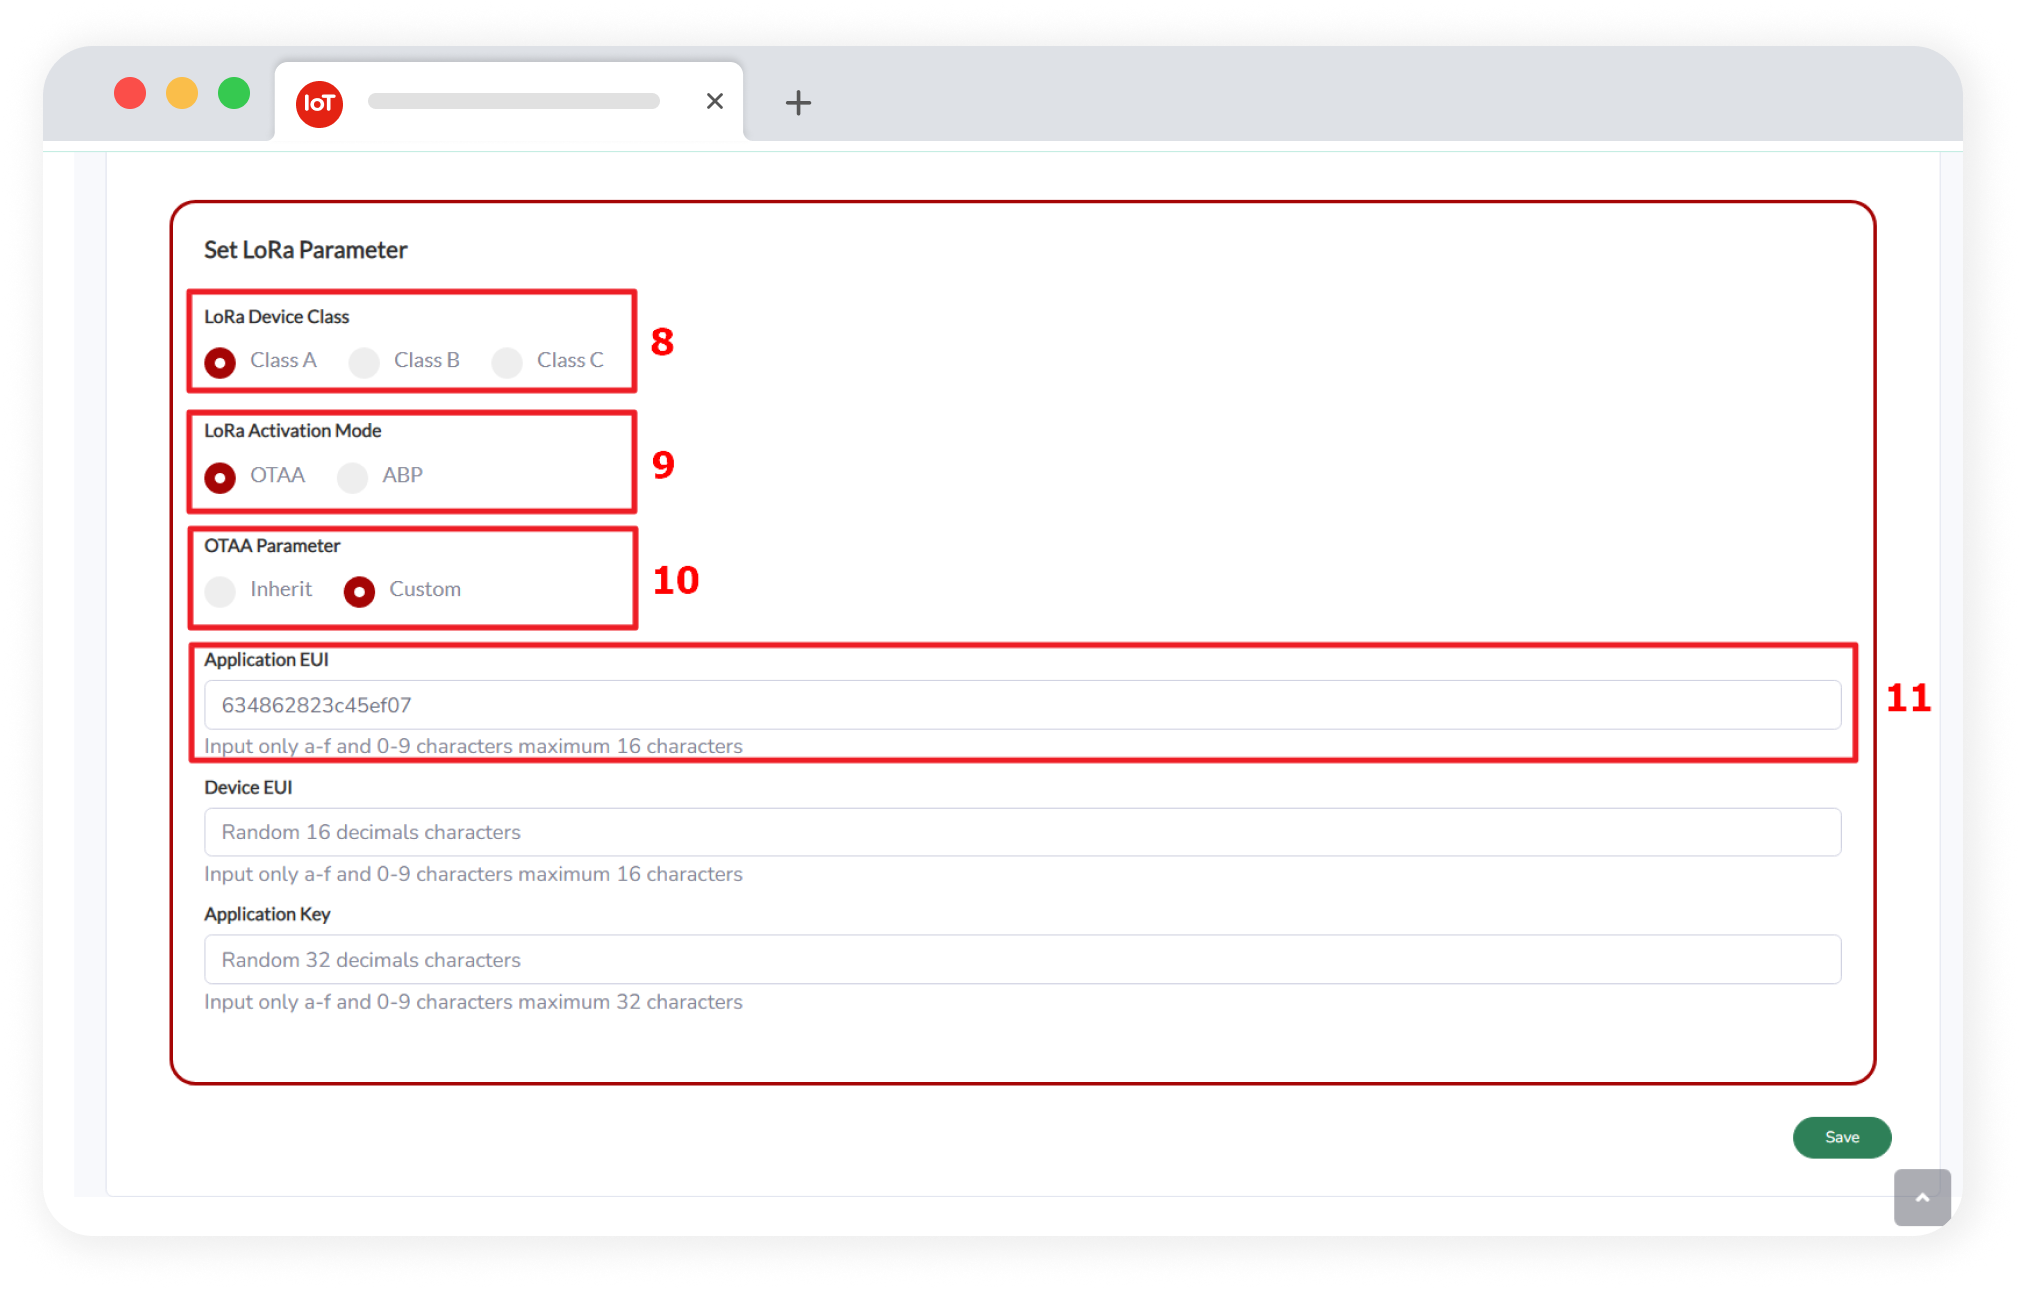 IoT
Set LoRa Parameter
LoRa Device Class
Class A Class B Class C
8
LoRa Activation Mode
OTAA ABP
9
OTAA Parameter
Inherit Custom
10
Application EUI
634862823c45ef07
Input only a-f and 0-9 characters maximum 16 characters
11
Device EUI
Random 16 decimals characters
Input only a-f and 0-9 characters maximum 16 characters
Application Key
Random 32 decimals characters
Input only a-f and 0-9 characters maximum 32 characters
Save